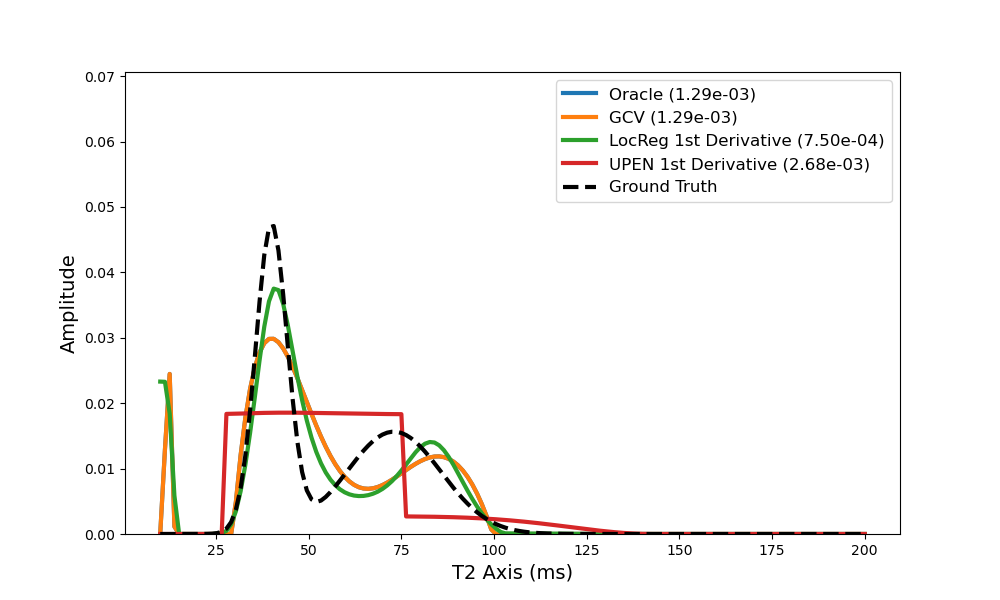 0.07
0.06
0.05
0.04
0.03
0.02
0.01
0.00
Amplitude
Oracle (1.29e-03)
GCV (1.29e-03)
LocReg 1st Derivative (7.50e-04)
UPEN 1st Derivative (2.68e-03)
Ground Truth
25 50 75 100 125 150 175 200
T2 Axis (ms)